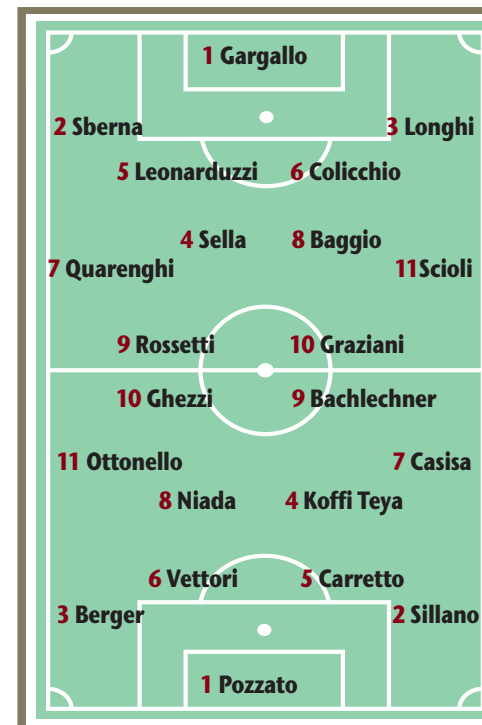 1 Gargallo
2 Sberna 3 Longhi
5 Leonarduzzi 6 Colicchio
4 Sella 8 Baggio
7 Quarenghi 11Scioli
9 Rossetti 10 Graziani
10 Ghezzi 9 Bachlechner
11 Ottonello 7 Casisa
8 Niada 4 Koffi Teya
6 Vettori 5 Carretto
3 Berger 2 Sillano
1 Pozzato